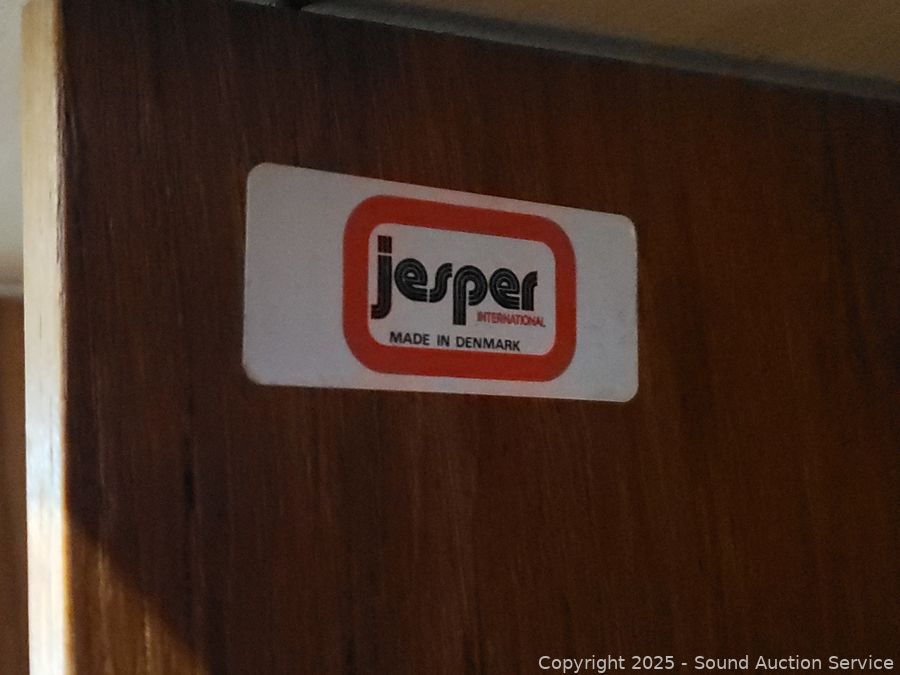 jesper
INTERNATIONAL
MADE IN DENMARK
Copyright 2025 - Sound Auction Service